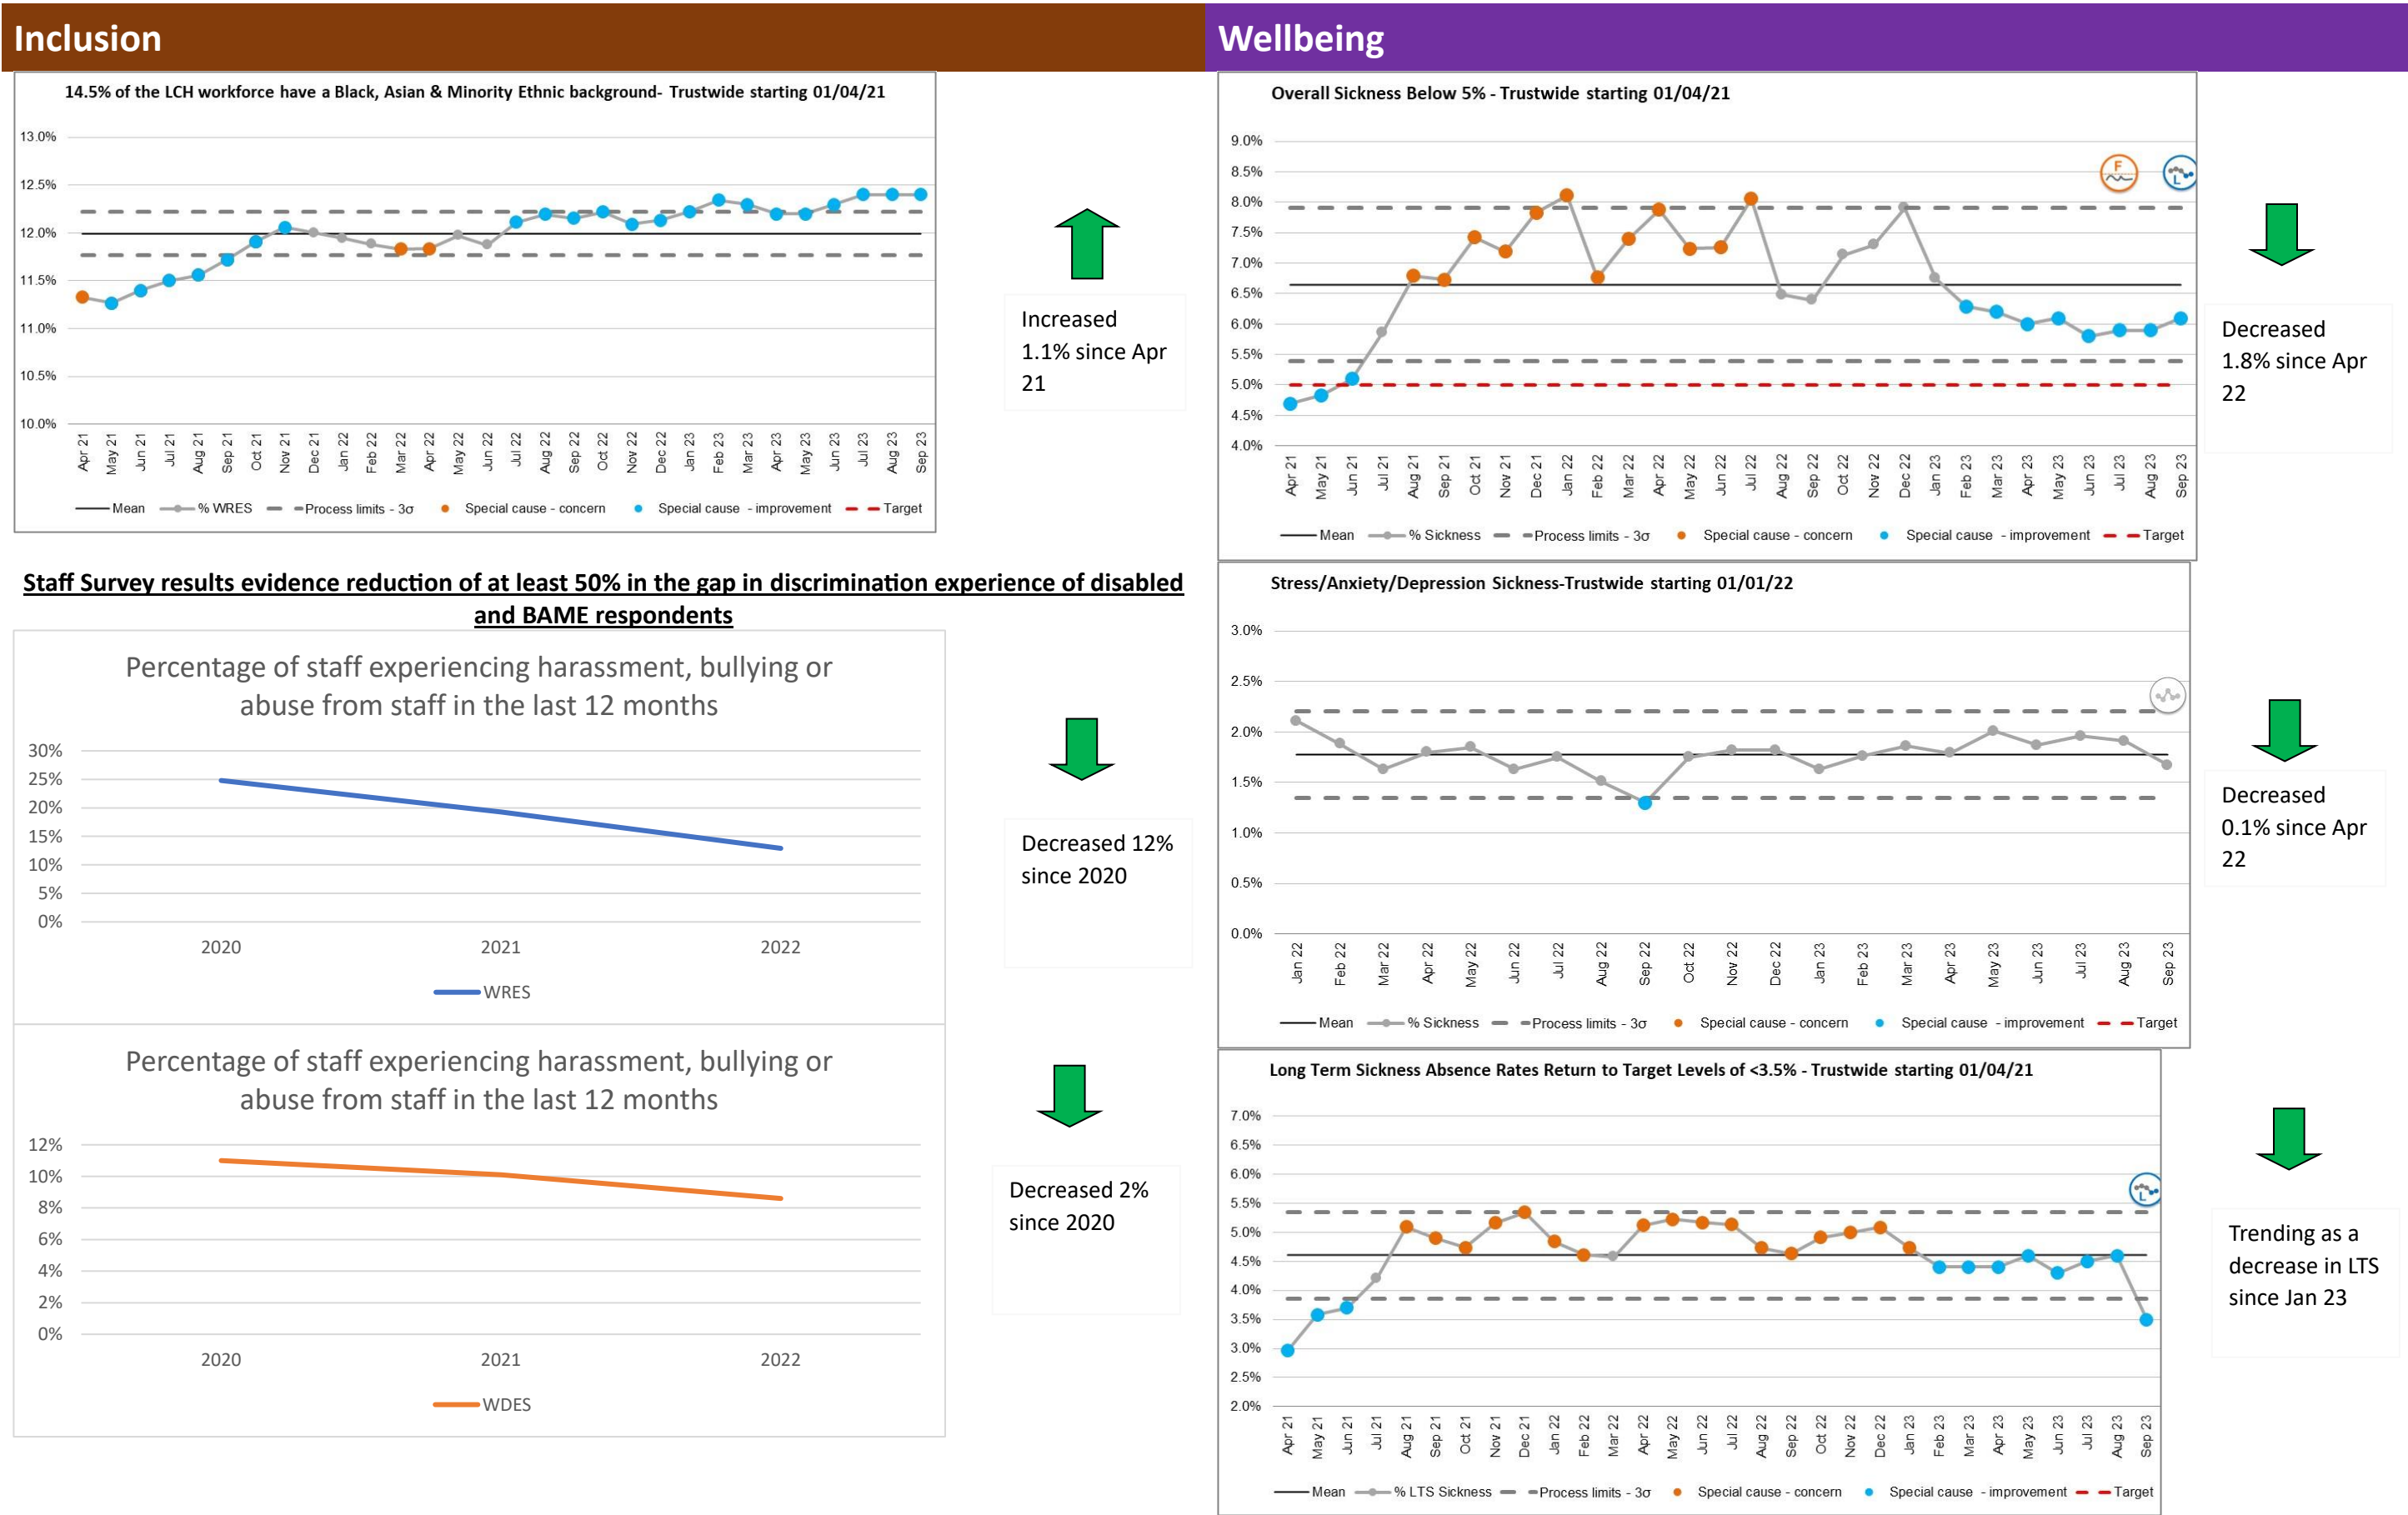 Inclusion
14.5% of the LCH workforce have a Black, Asian & Minority Ethnic background- Trustwide starting 01/04/21
13.0%
12.5%
12.0%
11.5%
11.0%
10.5%
10.0%
Apr 21
May 21
Jun 21
Jul 21
Aug 21
Sep 21
Oct 21
Nov 21
Dec 21
Jan 22
Feb 22
Mar 22
Apr 22
May 22
Jun 22
Jul 22
Aug 22
Sep 22
Oct 22
Nov 22
Dec 22
Jan 23
Feb 23
Mar 23
Apr 23
May 23
Jun 23
Jul 23
Aug 23
Sep 23
Mean % WRES Process limits - 3σ Special cause - concern Special cause - improvement Target
Increased
1.1% since Apr
21
Staff Survey results evidence reduction of at least 50% in the gap in discrimination experience of disabled
and BAME respondents
Percentage of staff experiencing harassment, bullying or
abuse from staff in the last 12 months
30%
25%
20%
15%
10%
5%
0%
2020 2021 2022
WRES
Decreased 12%
since 2020
Percentage of staff experiencing harassment, bullying or
abuse from staff in the last 12 months
12%
10%
8%
6%
4%
2%
0%
2020 2021 2022
WDES
Decreased 2%
since 2020
Wellbeing
Overall Sickness Below 5% - Trustwide starting 01/04/21
9.0%
8.5%
8.0%
7.5%
7.0%
6.5%
6.0%
5.5%
5.0%
4.5%
4.0%
F
L
Apr 21
May 21
Jun 21
Jul 21
Aug 21
Sep 21
Oct 21
Nov 21
Dec 21
Jan 22
Feb 22
Mar 22
Apr 22
May 22
Jun 22
Jul 22
Aug 22
Sep 22
Oct 22
Nov 22
Dec 22
Jan 23
Feb 23
Mar 23
Apr 23
May 23
Jun 23
Jul 23
Aug 23
Sep 23
Mean % Sickness Process limits - 3σ Special cause - concern Special cause - improvement Target
Decreased
1.8% since Apr
22
Stress/Anxiety/Depression Sickness-Trustwide starting 01/01/22
3.0%
2.5%
2.0%
1.5%
1.0%
0.5%
0.0%
Jan 22
Feb 22
Mar 22
Apr 22
May 22
Jun 22
Jul 22
Aug 22
Sep 22
Oct 22
Nov 22
Dec 22
Jan 23
Feb 23
Mar 23
Apr 23
May 23
Jun 23
Jul 23
Aug 23
Sep 23
Mean % Sickness Process limits - 3σ Special cause - concern Special cause - improvement Target
Decreased
0.1% since Apr
22
Long Term Sickness Absence Rates Return to Target Levels of <3.5% - Trustwide starting 01/04/21
7.0%
6.5%
6.0%
5.5%
5.0%
4.5%
4.0%
3.5%
3.0%
2.5%
2.0%
L
Apr 21
May 21
Jun 21
Jul 21
Aug 21
Sep 21
Oct 21
Nov 21
Dec 21
Jan 22
Feb 22
Mar 22
Apr 22
May 22
Jun 22
Jul 22
Aug 22
Sep 22
Oct 22
Nov 22
Dec 22
Jan 23
Feb 23
Mar 23
Apr 23
May 23
Jun 23
Jul 23
Aug 23
Sep 23
Mean % LTS Sickness Process limits - 3σ Special cause - concern Special cause - improvement Target
Trending as a
decrease in LTS
since Jan 23